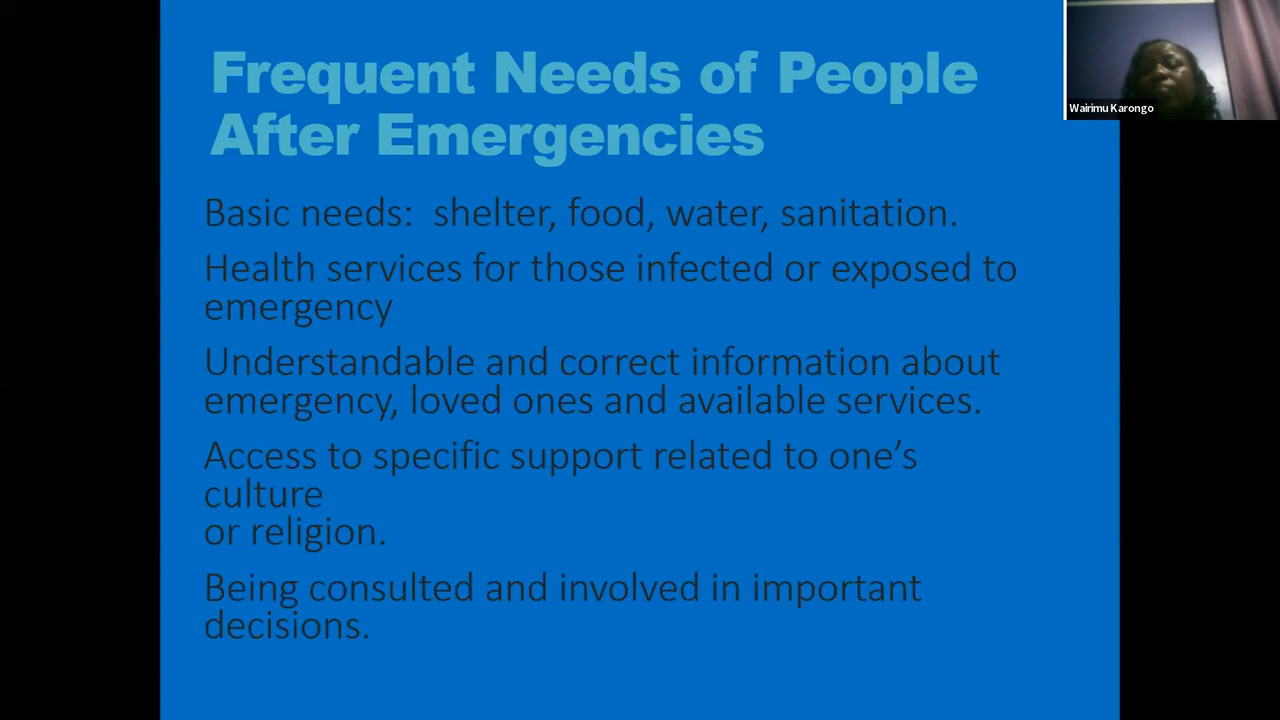 Frequent Needs of People
After Emergencies
Wairimu Karongo
Basic needs:  shelter, food, water, sanitation.
Health services for those infected or exposed to
emergency
Understandable and correct information about
emergency, loved ones and available services.
Access to specific support related to one’s
culture
or religion.
Being consulted and involved in important
decisions.